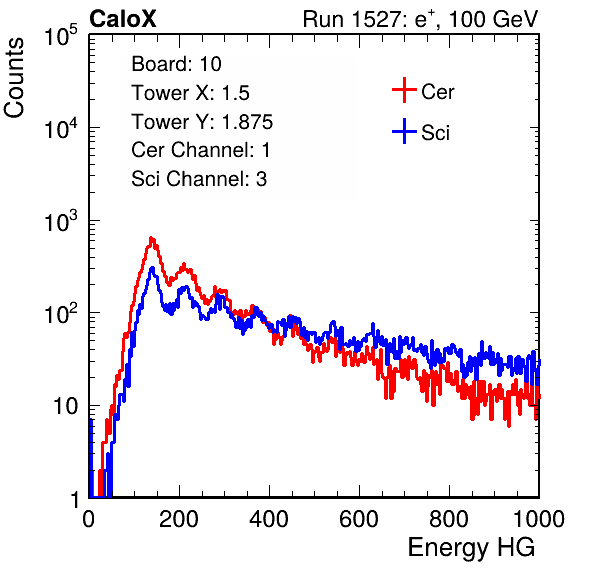 CaloX Run 1527: e⁺, 100 GeV
Counts
Board: 10
Tower X: 1.5
Tower Y: 1.875
Cer Channel: 1
Sci Channel: 3
Cer
Sci
10⁵
10⁴
10³
10²
10
1
0 200 400 600 800 1000
Energy HG